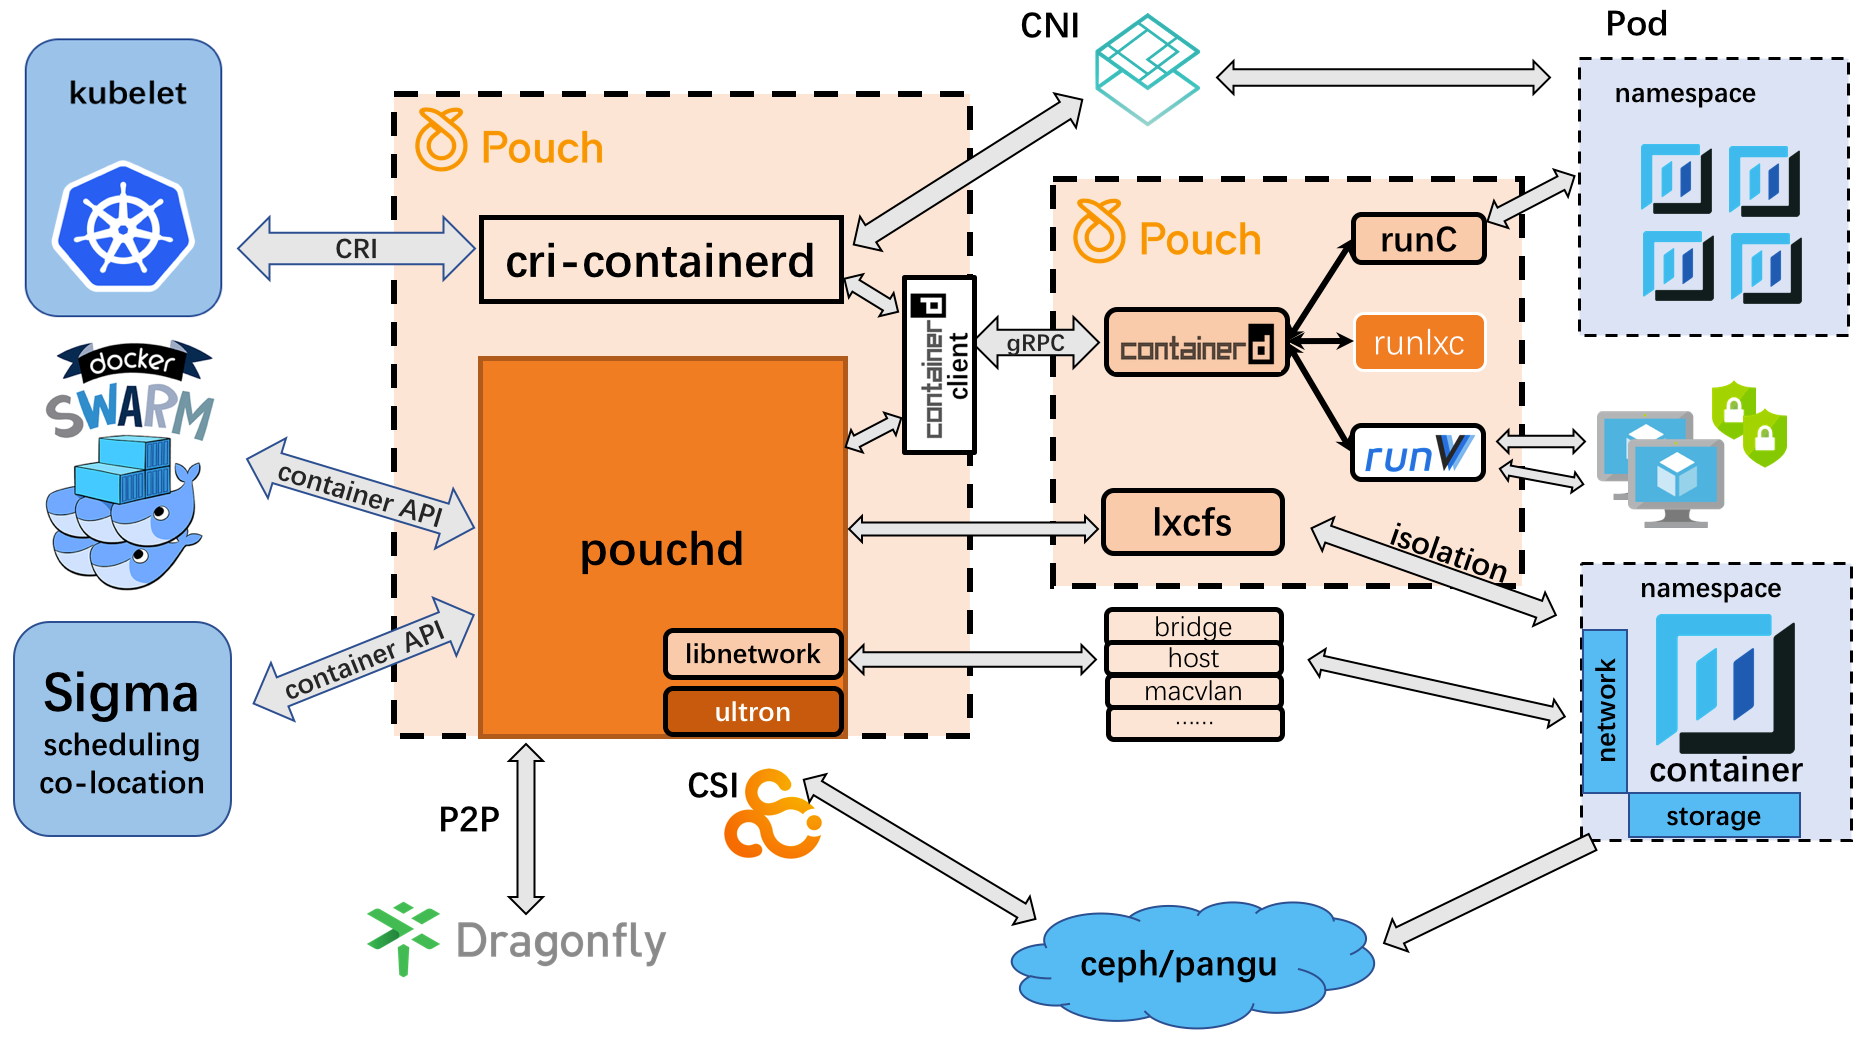 CNI
Pod
kubelet
namespace
Pouch
CRI
cri-containerd
Pouch
runC
containerd
client
gRPC
containerd
runlxc
docker
SWARM
container API
runV
pouchd
lxcfs
isolation
namespace
container API
libnetwork
bridge
host
macvlan
......
ultron
Sigma
scheduling
co-location
network
container
storage
P2P
CSI
Dragonfly
ceph/pangu